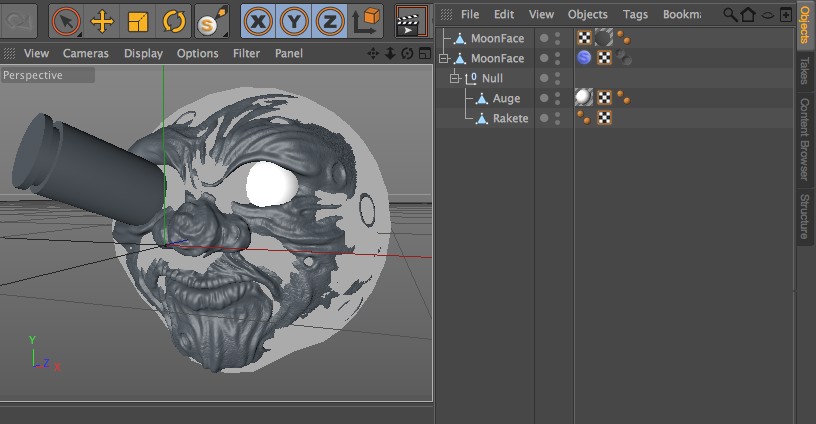 X Y Z
File Edit View Objects Tags Bookm
View Cameras Display Options Filter Panel
Perspective
MoonFace
MoonFace
0 Null
Auge
Rakete
Objects
Takes
Content Browser
Structure
S
S
Y
Z
X